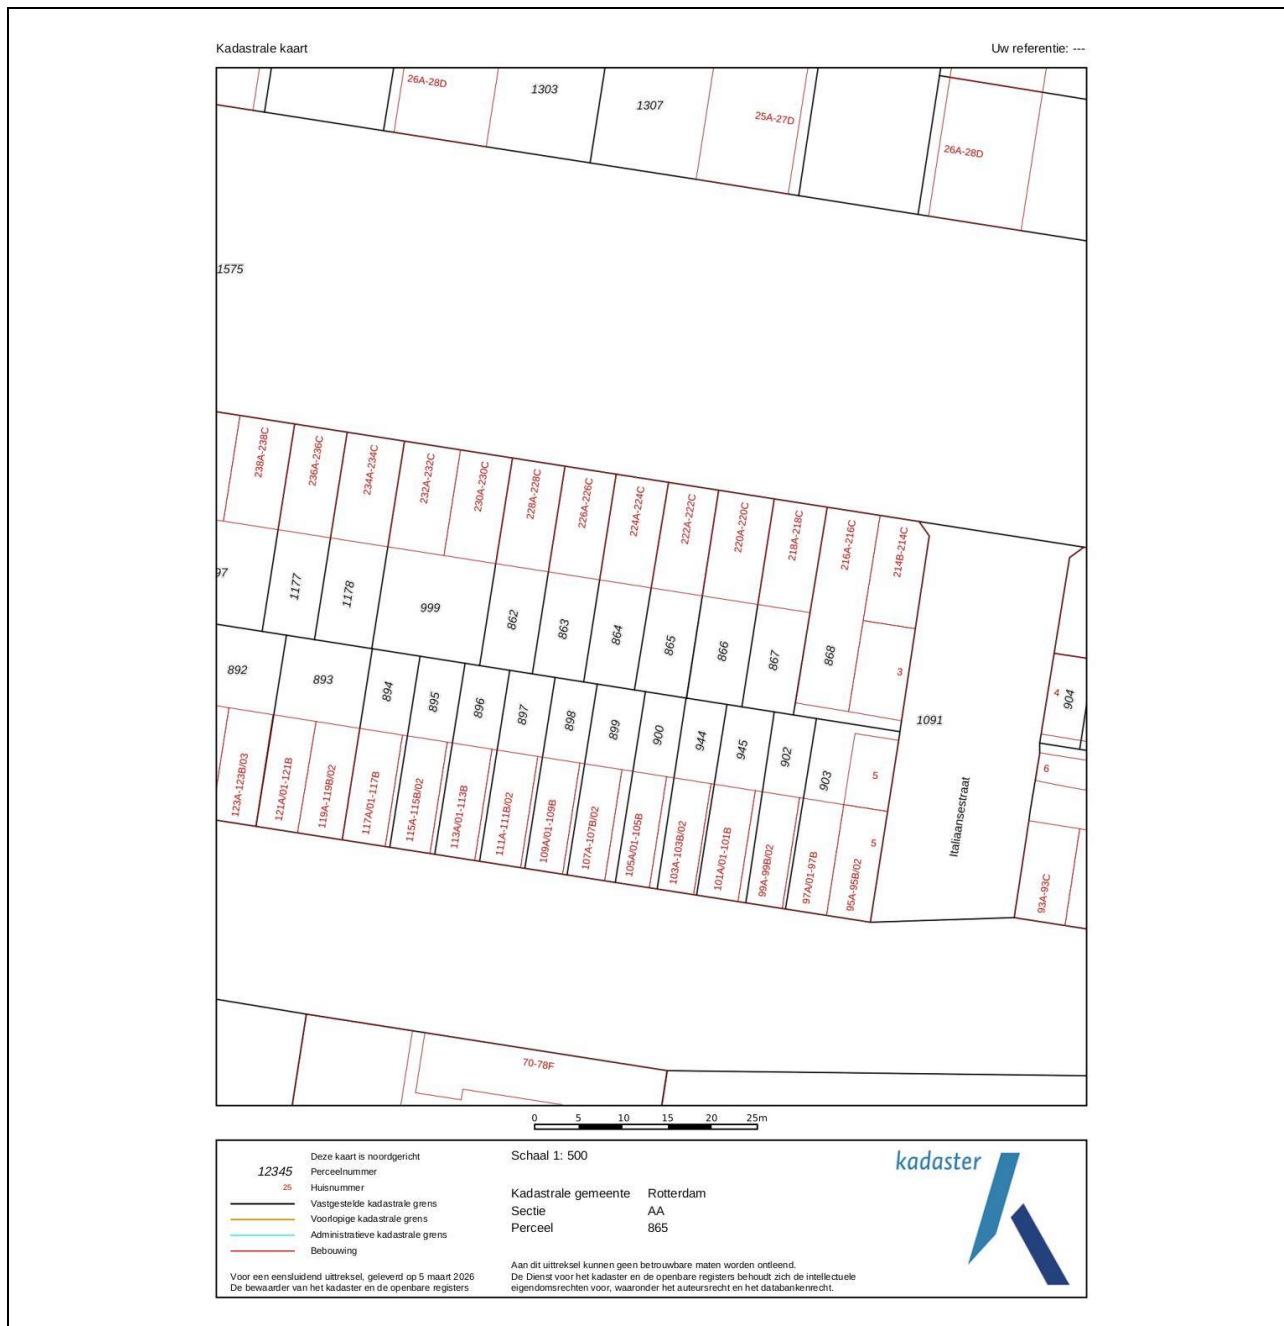 Kadastrale kaart
Uw referentie: ---
26A-28D
1303
1307
25A-27D
26A-28D
1575
238A-238C
236A-236C
234A-234C
232A-232C
230A-230C
228A-228C
226A-226C
224A-224C
222A-222C
220A-220C
218A-218C
216A-216C
214B-214C
97
1177
1178
999
862
863
864
865
866
867
868
3
892
893
894
895
896
897
898
899
900
944
945
902
903
5
1091
4
904
6
123A-123B/03
121A/01-121B
119A-119B/02
117A/01-117B
115A-115B/02
113A/01-113B
111A-111B/02
109A/01-109B
107A-107B/02
105A/01-105B
103A-103B/02
101A/01-101B
99A-99B/02
97A/01-97B
95A-95B/02
5
Italiaansestraat
93A-93C
70-78F
0 5 10 15 20 25m
Deze kaart is noordgericht
12345 Perceelnummer
25 Huisnummer
Vastgestelde kadastrale grens
Voorlopige kadastrale grens
Administratieve kadastrale grens
Bebouwing
Voor een eensluidend uittreksel, geleverd op 5 maart 2026
De bewaarder van het kadaster en de openbare registers
Schaal 1: 500
Kadastrale gemeente Rotterdam
Sectie AA
Perceel 865
Aan dit uittreksel kunnen geen betrouwbare maten worden ontleend.
De Dienst voor het kadaster en de openbare registers behoudt zich de intellectuele
eigendomsrechten voor, waaronder het auteursrecht en het databankenrecht.
kadaster